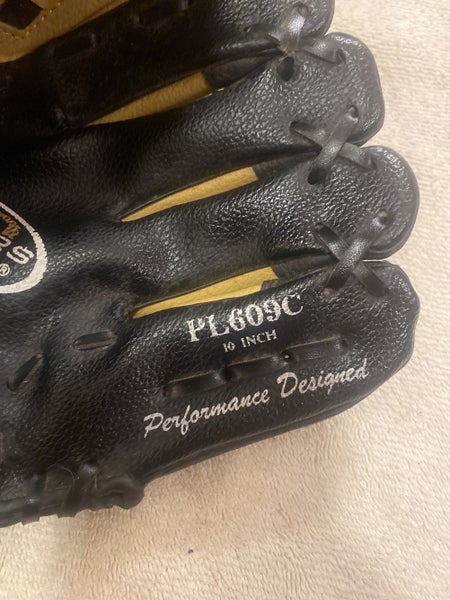 PL609C
10 INCH
Performance Designed